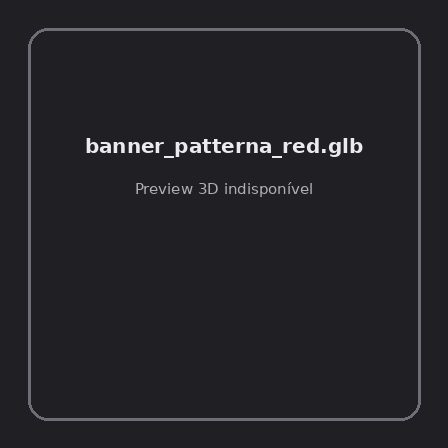 banner_patterna_red.glb
Preview 3D indisponível